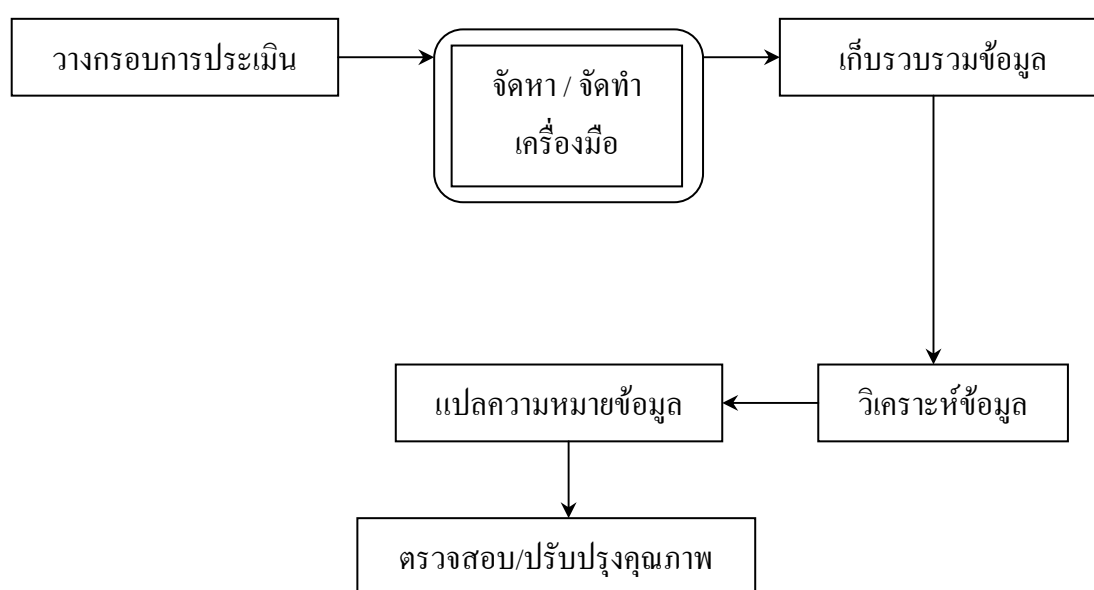 วางกรอบการประเมิน
จัดหา / จัดทำ
เครื่องมือ
เก็บรวบรวมข้อมูล
วิเคราะห์ข้อมูล
แปลความหมายข้อมูล
ตรวจสอบ/ปรับปรุงคุณภาพ